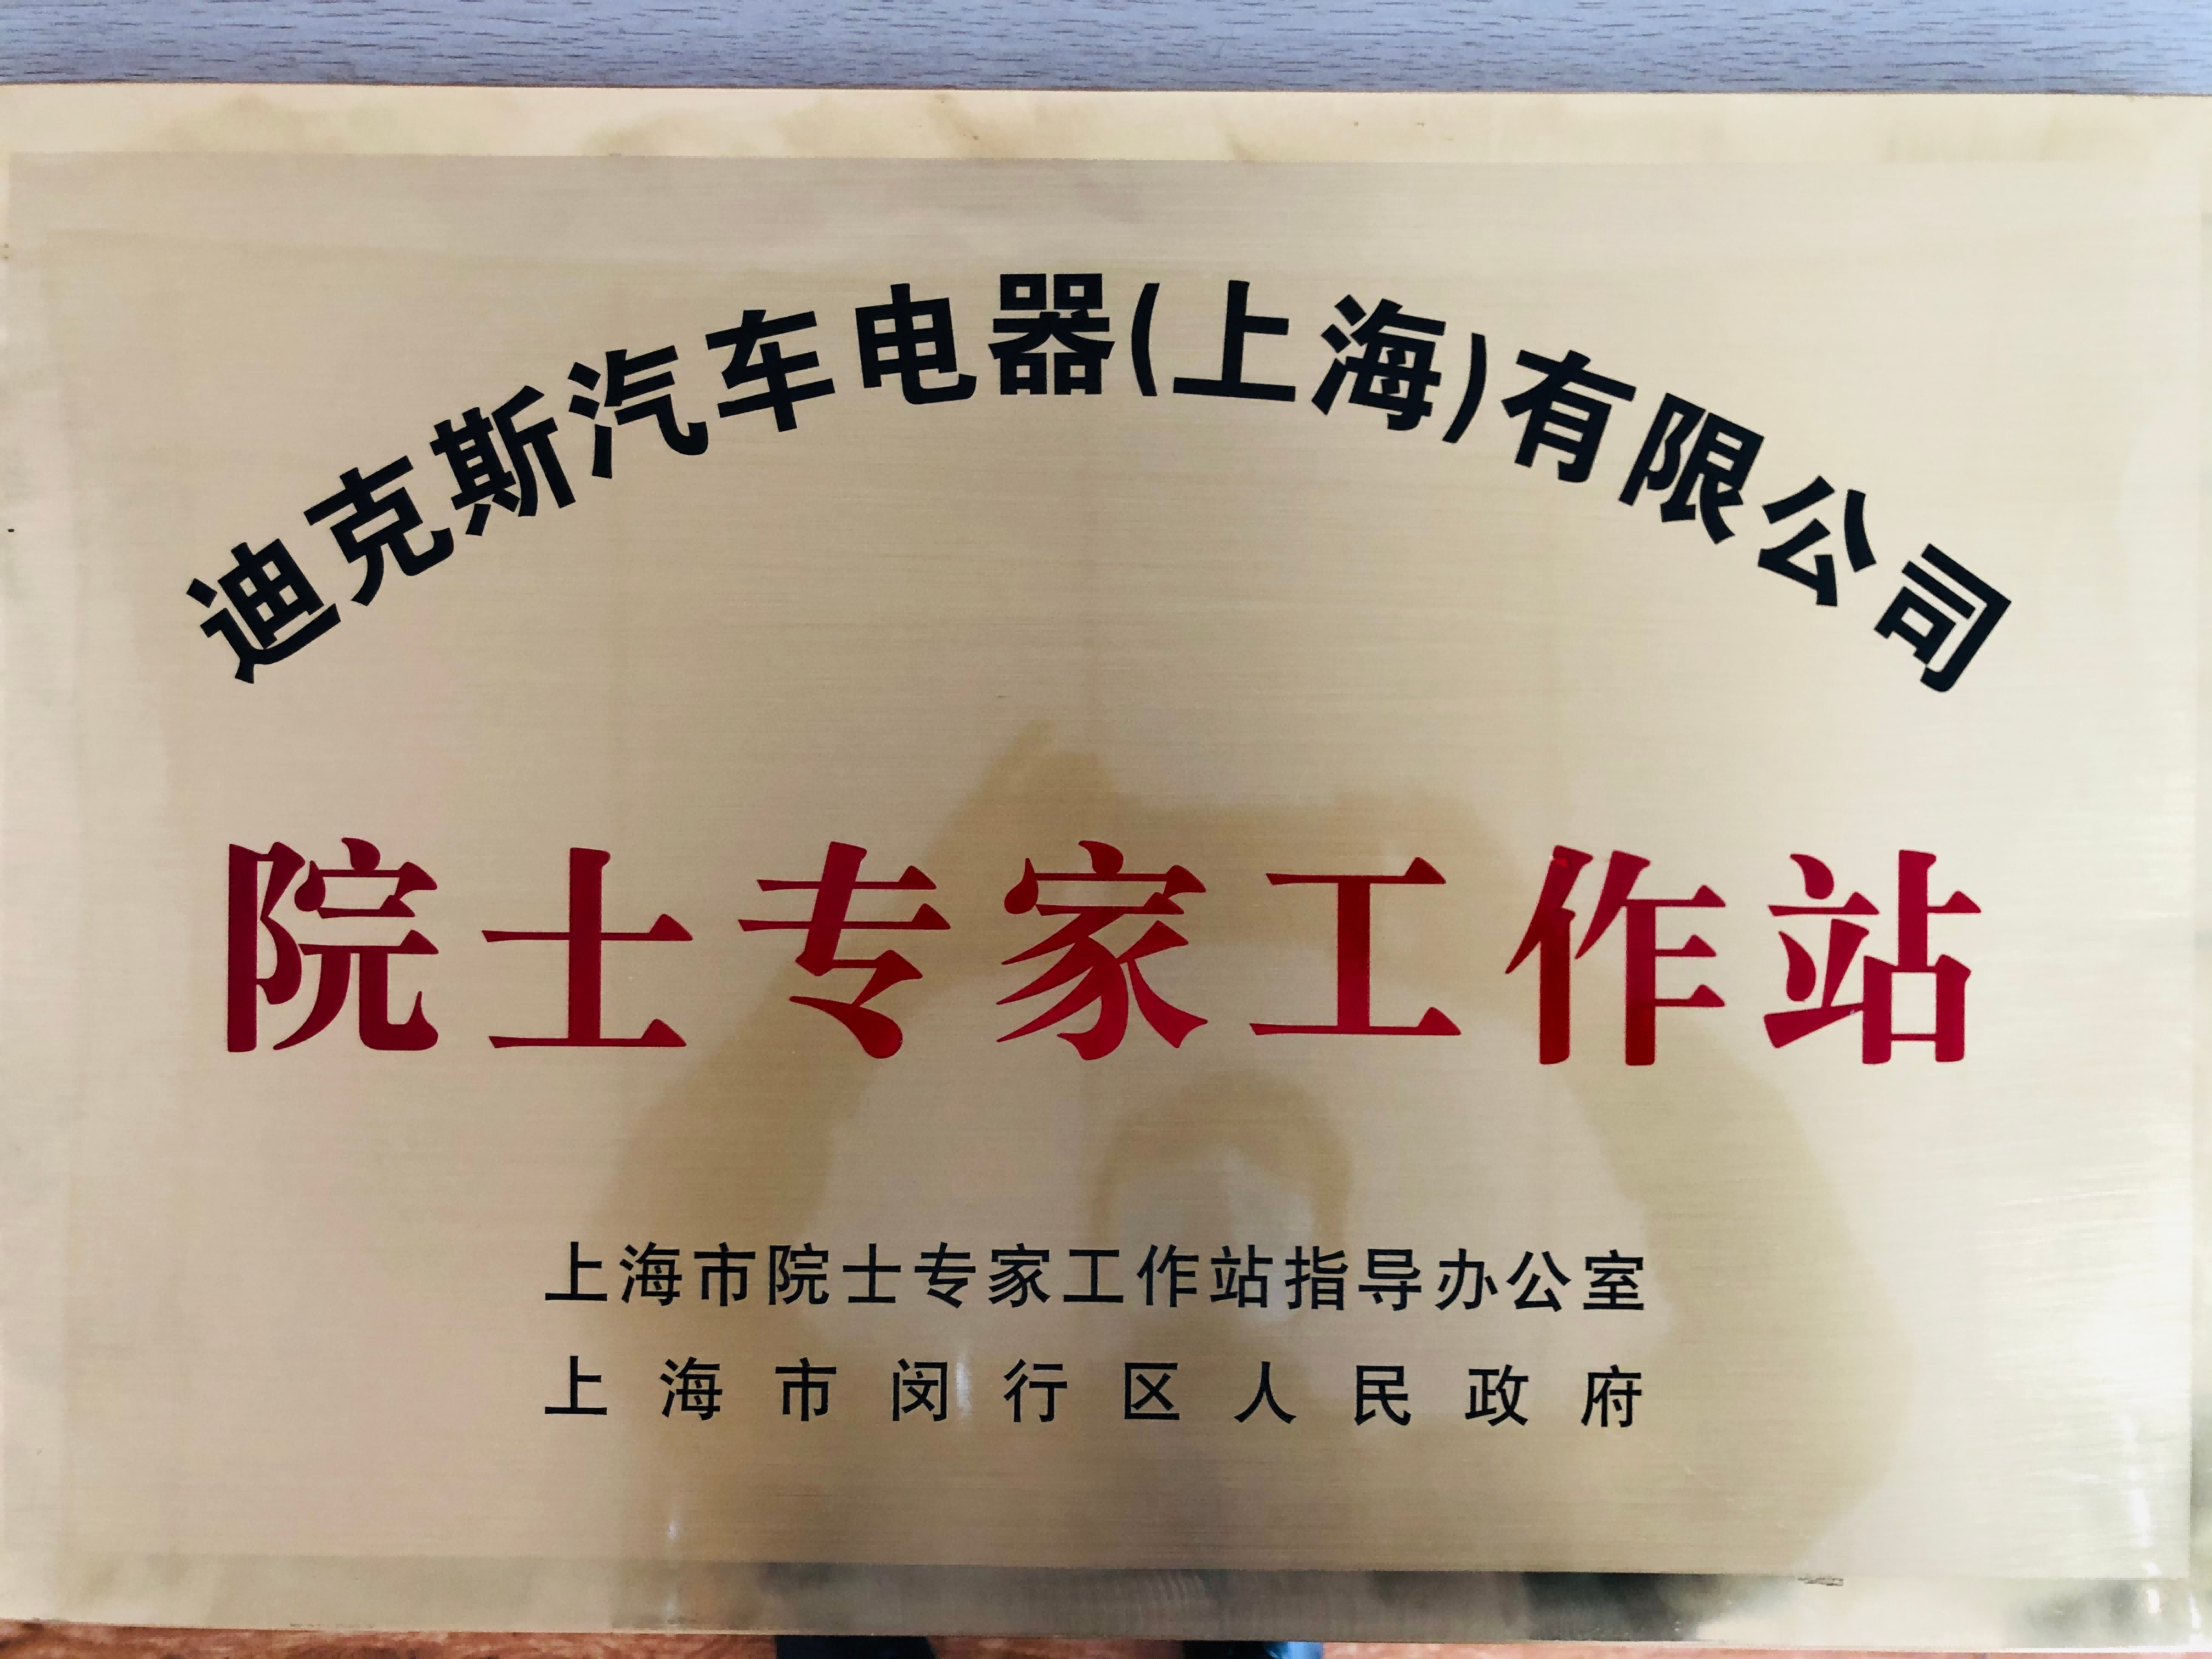 迪克斯汽车电器(上海)有限公司
院士专家工作站
上海市院士专家工作站指导办公室
上海市闵行区人民政府